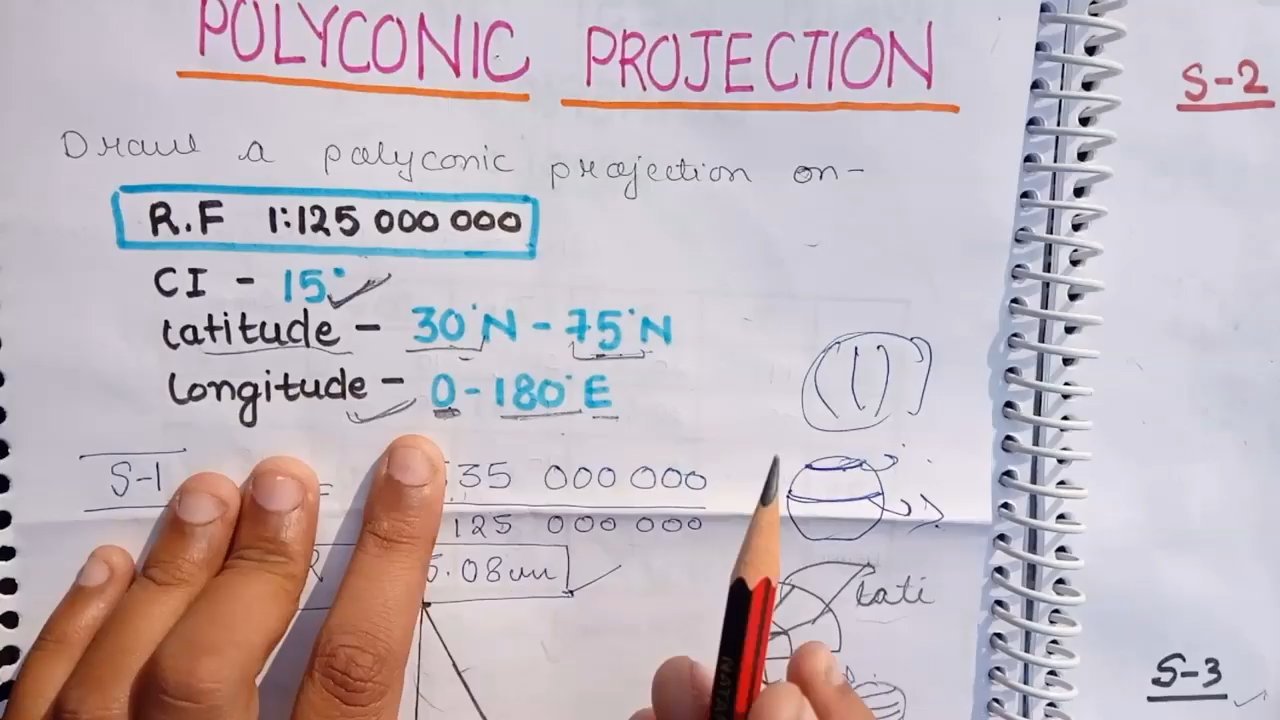 POLYCONIC PROJECTION
Draw a polyconic projection on-
R.F 1:125 000 000
CI - 15°
latitude - 30°N - 75°N
longitude - 0 - 180° E
S-1
= 35 000 000
125 000 000
R 5.08 cm
lati
S-2
S-3
NATA